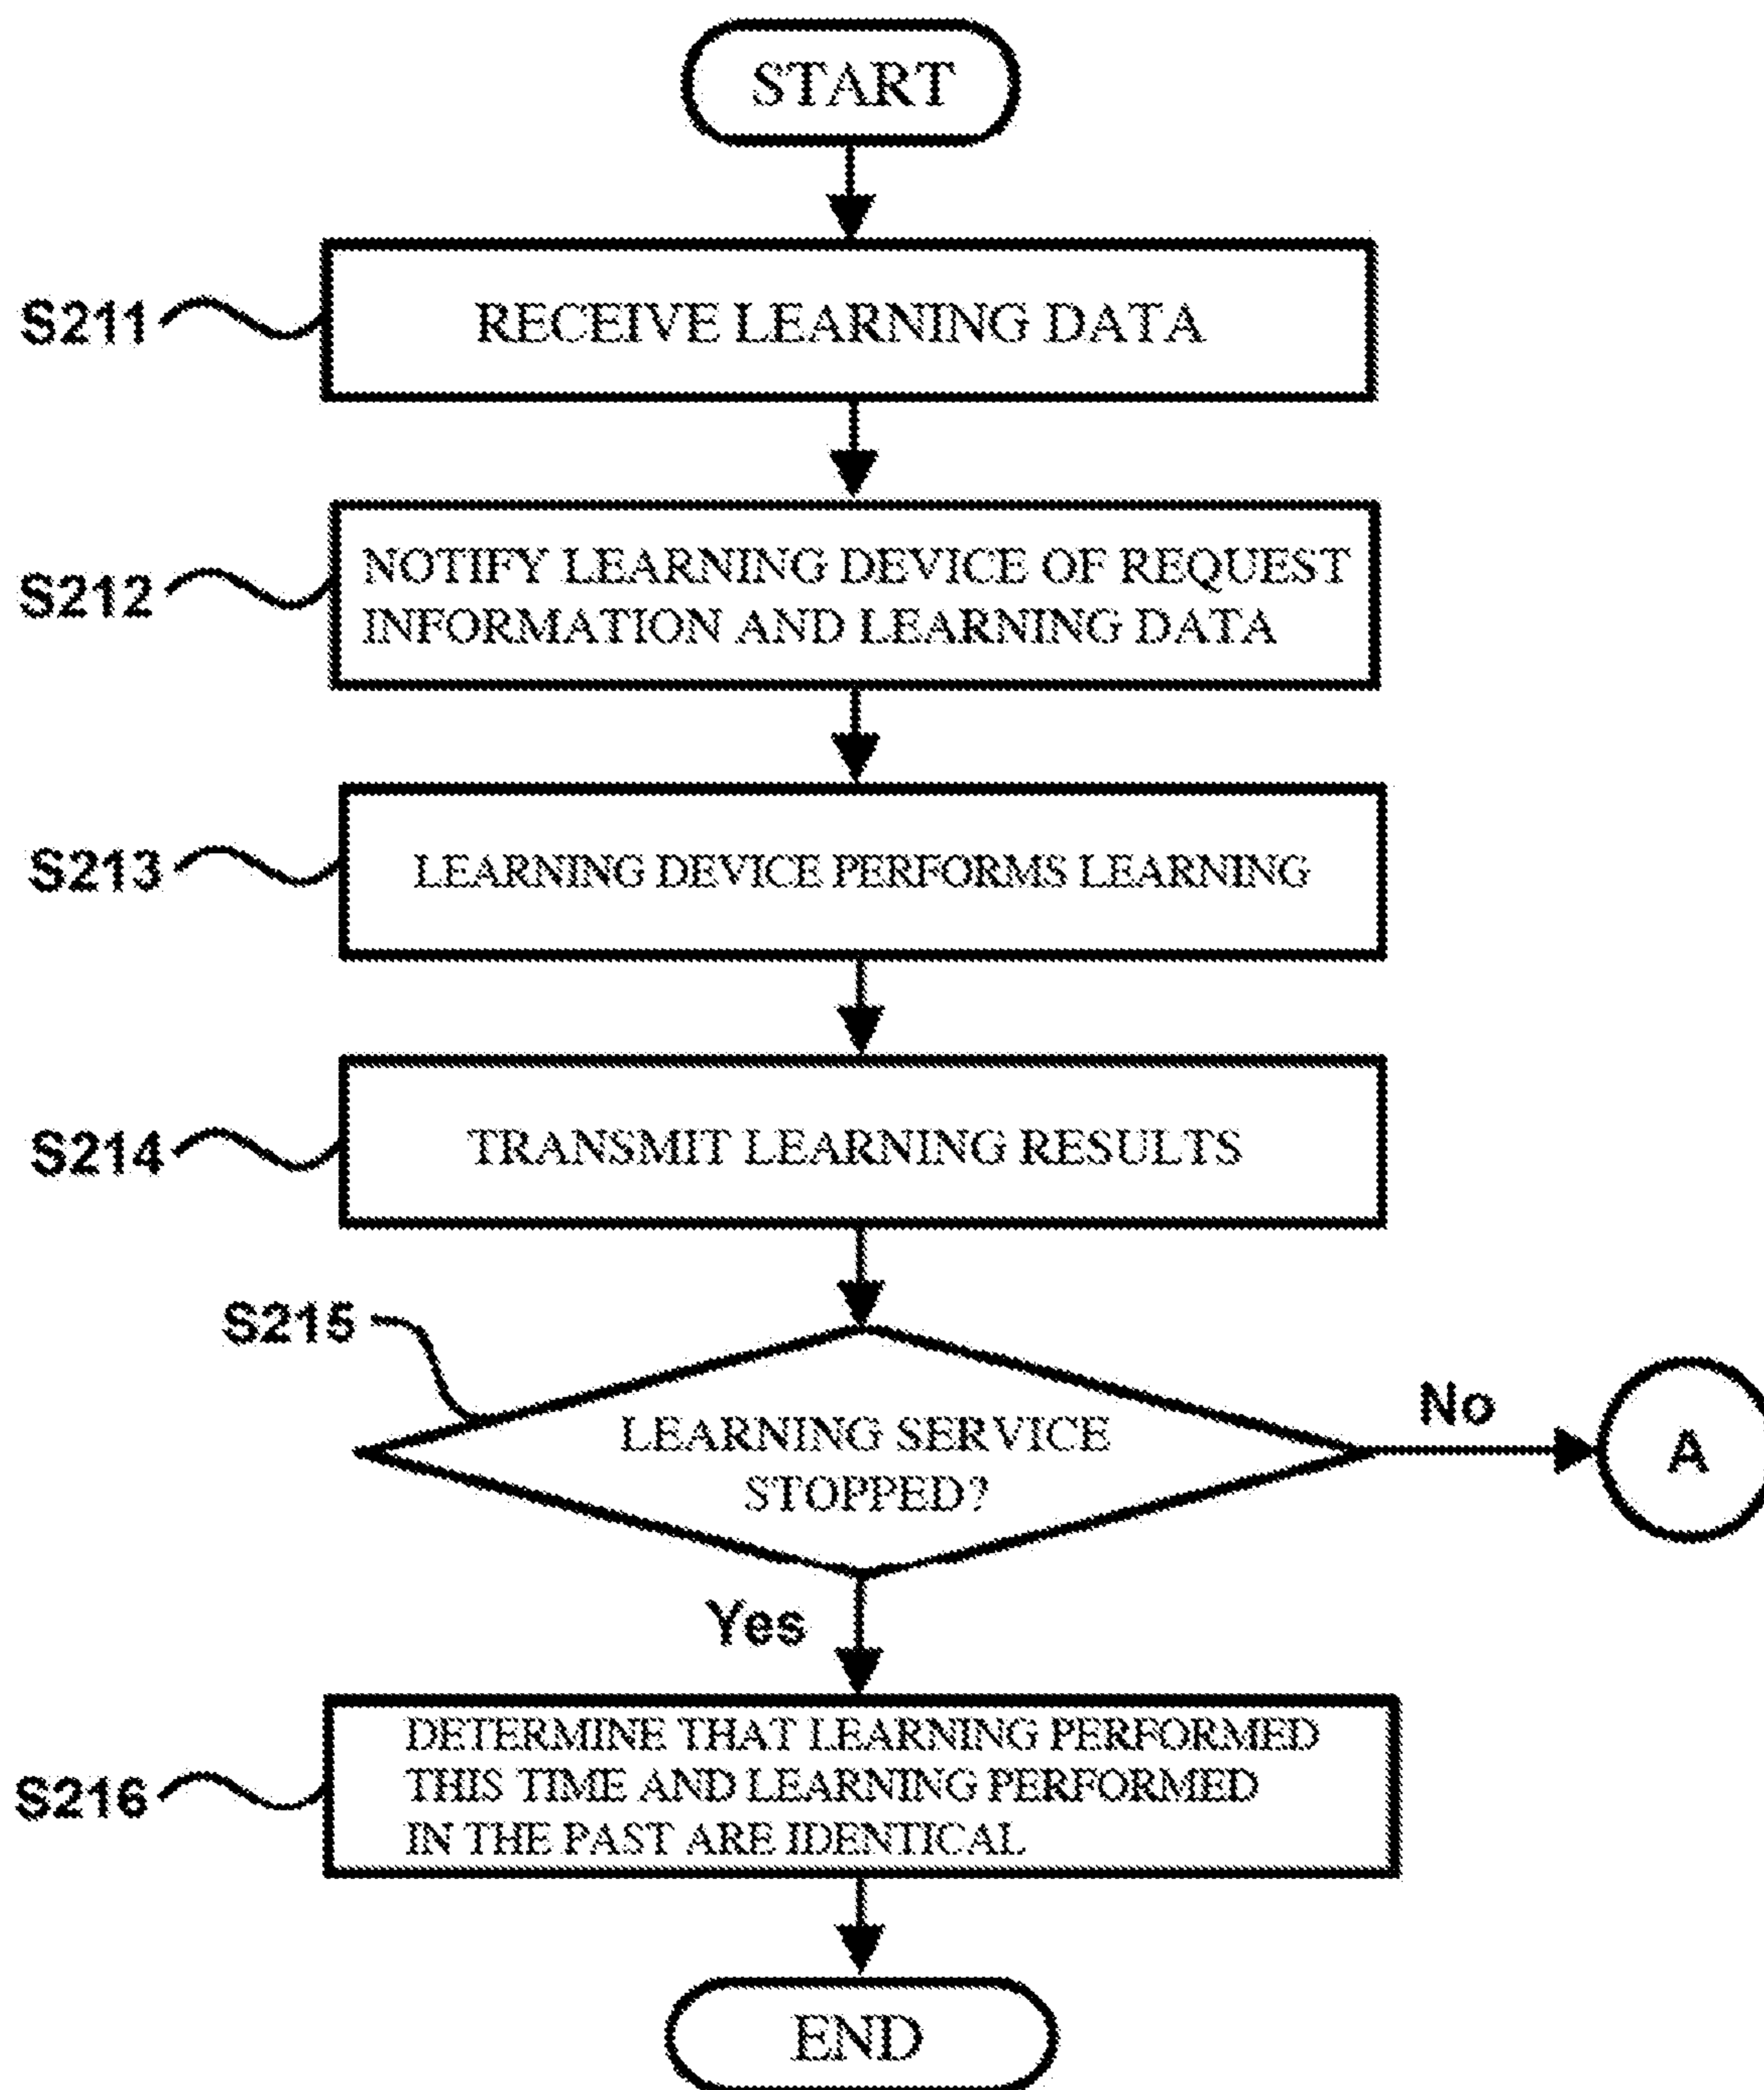 START
S211
RECEIVE LEARNING DATA
S212
NOTIFY LEARNING DEVICE OF REQUEST
INFORMATION AND LEARNING DATA
S213
LEARNING DEVICE PERFORMS LEARNING
S214
TRANSMIT LEARNING RESULTS
S215
LEARNING SERVICE
STOPPED?
No
A
Yes
S216
DETERMINE THAT LEARNING PERFORMED
THIS TIME AND LEARNING PERFORMED
IN THE PAST ARE IDENTICAL
END